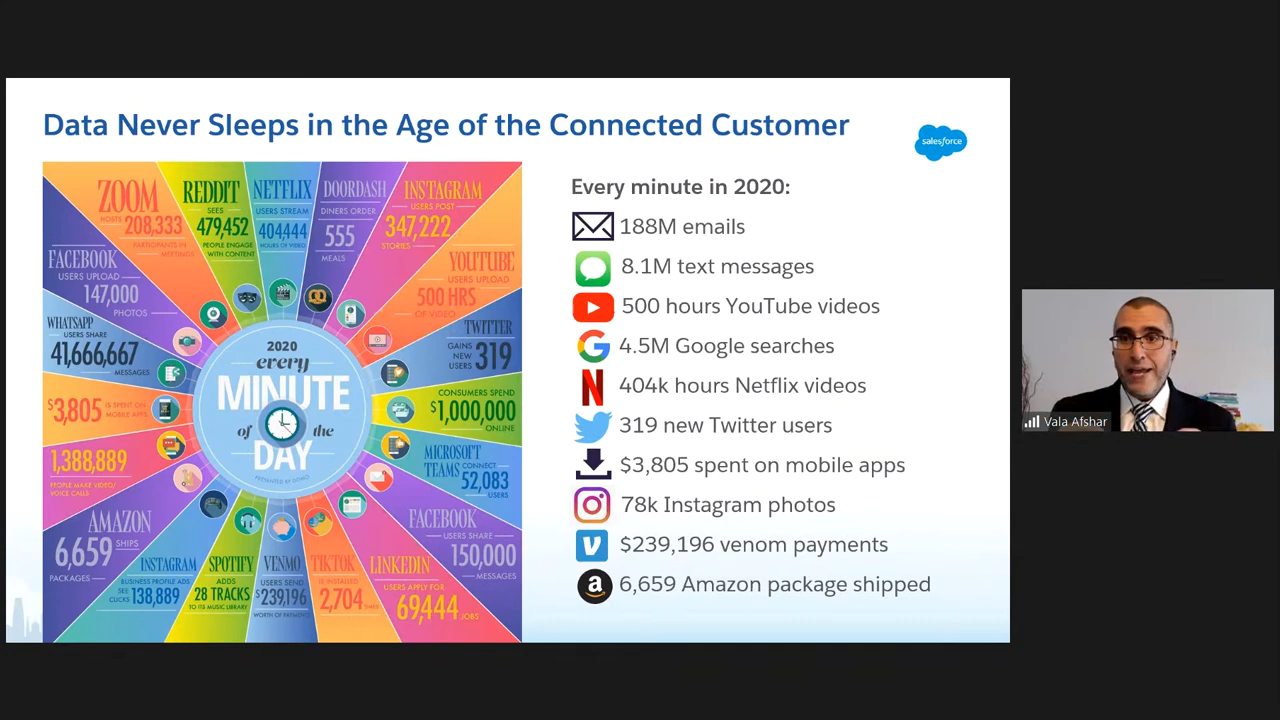 Data Never Sleeps in the Age of the Connected Customer
salesforce
ZOOM
HOSTS 208,333
PARTICIPANTS IN
MEETINGS
REDDIT
SEES
479,452
PEOPLE ENGAGE
WITH CONTENT
NETFLIX
USERS STREAM
404,444
HOURS OF VIDEO
DOORDASH
DINERS ORDER
555
MEALS
INSTAGRAM
USERS POST
347,222
STORIES
YOUTUBE
USERS UPLOAD
500 HRS
OF VIDEO
TWITTER
GAINS
NEW
USERS 319
CONSUMERS SPEND
$1,000,000
ONLINE
MICROSOFT
TEAMS CONNECT
52,083
USERS
FACEBOOK
USERS SHARE
150,000
MESSAGES
LINKEDIN
USERS APPLY FOR
69,444 JOBS
TIKTOK
IS INSTALLED
2,704 TIMES
VENMO
USERS SEND
$239,196
WORTH OF PAYMENTS
SPOTIFY
ADDS
28 TRACKS
TO ITS MUSIC LIBRARY
INSTAGRAM
BUSINESS PROFILE ADS
SEE
CLICKS 138,889
AMAZON
6,659 SHIPS
PACKAGES
1,388,889
PEOPLE MAKE VIDEO/
VOICE CALLS
$3,805 IS SPENT ON
MOBILE APPS
WHATSAPP
USERS SHARE
41,666,667
MESSAGES
FACEBOOK
USERS UPLOAD
147,000
PHOTOS
2020
every
MINUTE
of the
DAY
PRESENTED BY DOMO
Every minute in 2020:
188M emails
8.1M text messages
500 hours YouTube videos
4.5M Google searches
404k hours Netflix videos
319 new Twitter users
$3,805 spent on mobile apps
78k Instagram photos
$239,196 venom payments
6,659 Amazon package shipped
Vala Afshar